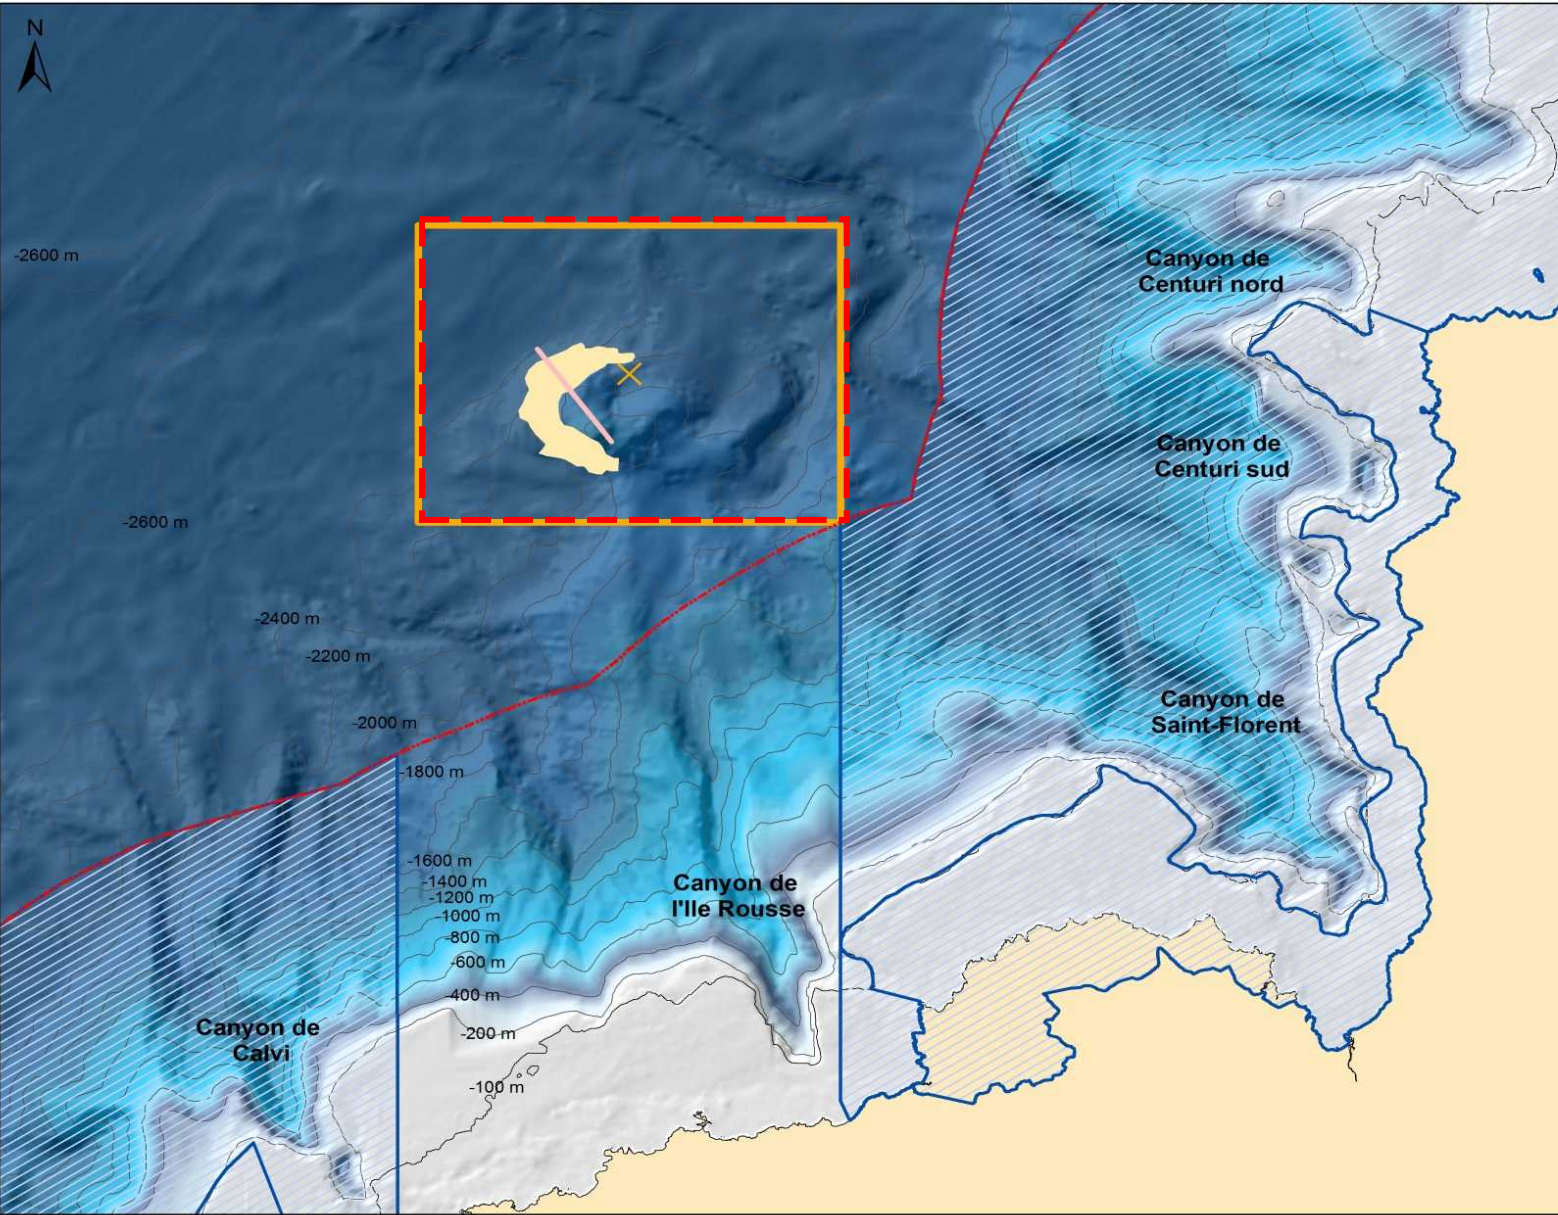 N
-2600 m
Canyon de
Centuri nord
Canyon de
Centuri sud
-2600 m
-2400 m
-2200 m
Canyon de
Saint-Florent
-2000 m
-1800 m
-1600 m
-1400 m
-1200 m
-1000 m
-800 m
-600 m
-400 m
-200 m
-100 m
Canyon de
l'Ile Rousse
Canyon de
Calvi